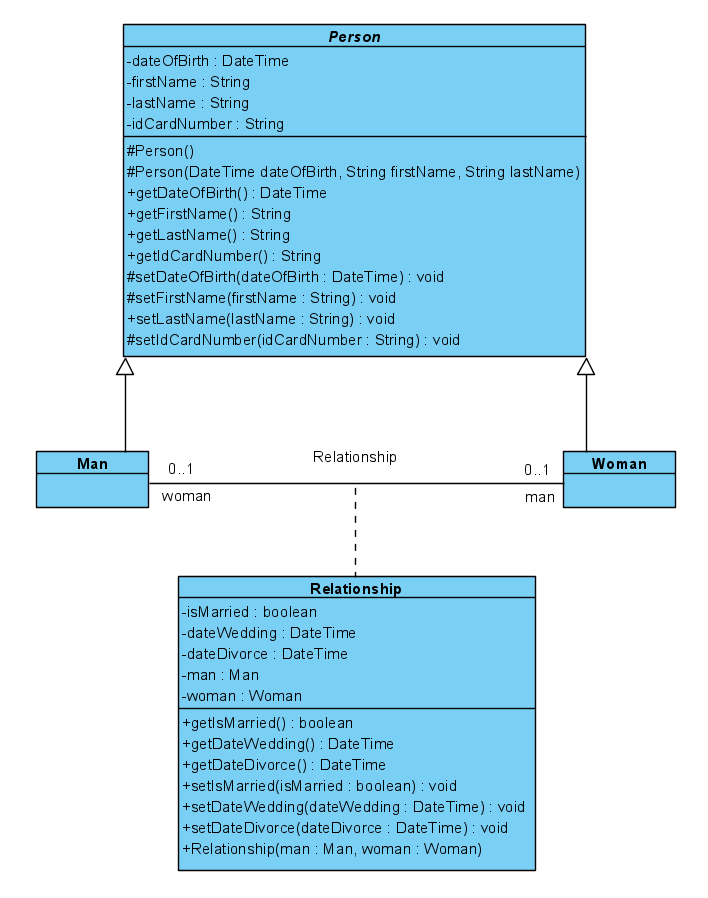 Person
-dateOfBirth : DateTime
-firstName : String
-lastName : String
-idCardNumber : String
#Person()
#Person(DateTime dateOfBirth, String firstName, String lastName)
+getDateOfBirth() : DateTime
+getFirstName() : String
+getLastName() : String
+getIdCardNumber() : String
#setDateOfBirth(dateOfBirth : DateTime) : void
#setFirstName(firstName : String) : void
+setLastName(lastName : String) : void
#setIdCardNumber(idCardNumber : String) : void
Man
0..1
woman
Relationship
0..1
man
Woman
Relationship
-isMarried : boolean
-dateWedding : DateTime
-dateDivorce : DateTime
-man : Man
-woman : Woman
+getIsMarried() : boolean
+getDateWedding() : DateTime
+getDateDivorce() : DateTime
+setIsMarried(isMarried : boolean) : void
+setDateWedding(dateWedding : DateTime) : void
+setDateDivorce(dateDivorce : DateTime) : void
+Relationship(man : Man, woman : Woman)